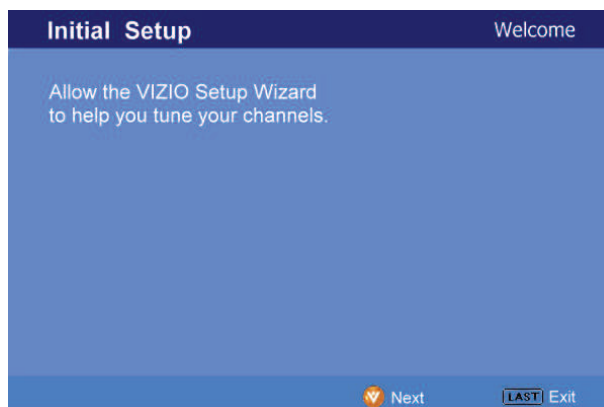 Initial Setup
Welcome
Allow the VIZIO Setup Wizard
to help you tune your channels.
V Next
LAST Exit